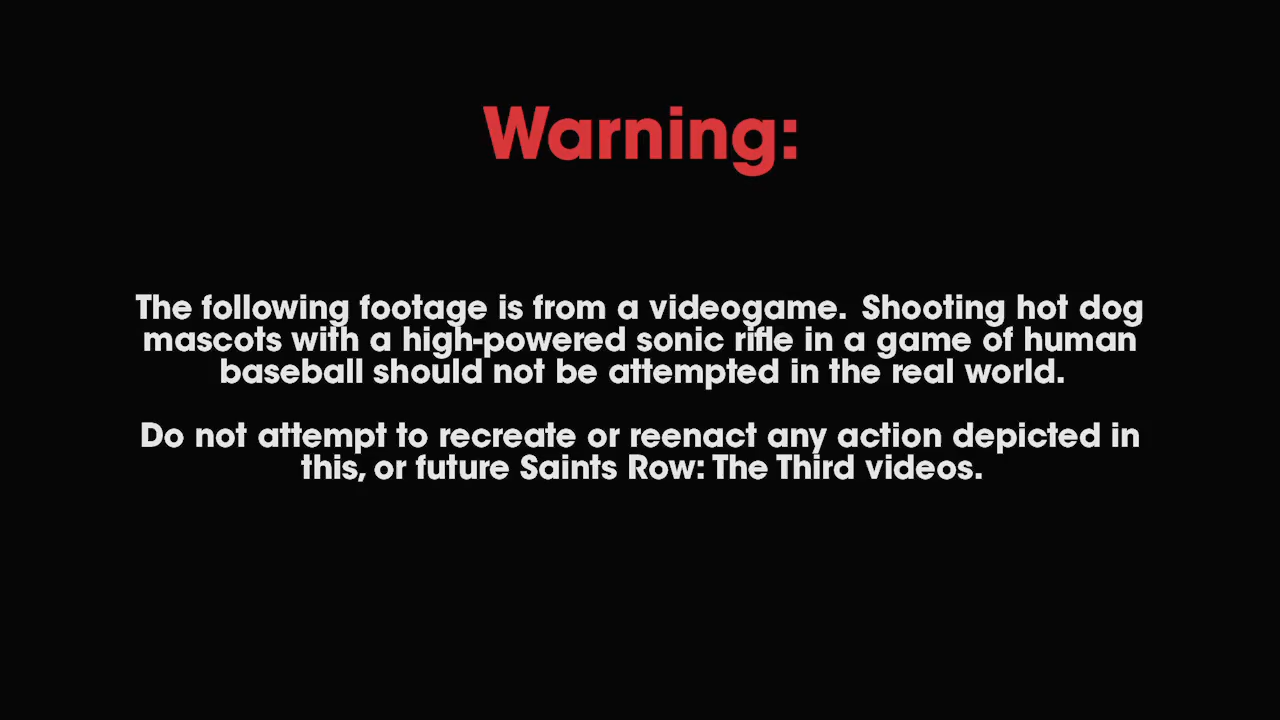 Warning:
The following footage is from a videogame.  Shooting hot dog
mascots with a high-powered sonic rifle in a game of human
baseball should not be attempted in the real world.
Do not attempt to recreate or reenact any action depicted in
this, or future Saints Row: The Third videos.